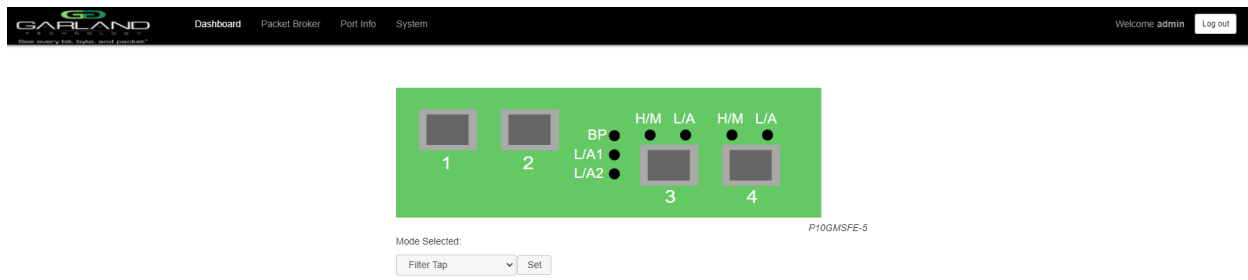 GARLAND
TECHNOLOGY
See every bit, byte, and packet®
Dashboard Packet Broker Port Info System Welcome admin Log out
H/M L/A H/M L/A
BP
1 2 L/A1
L/A2
3 4
P10GMSFE-5
Mode Selected:
Filter Tap Set